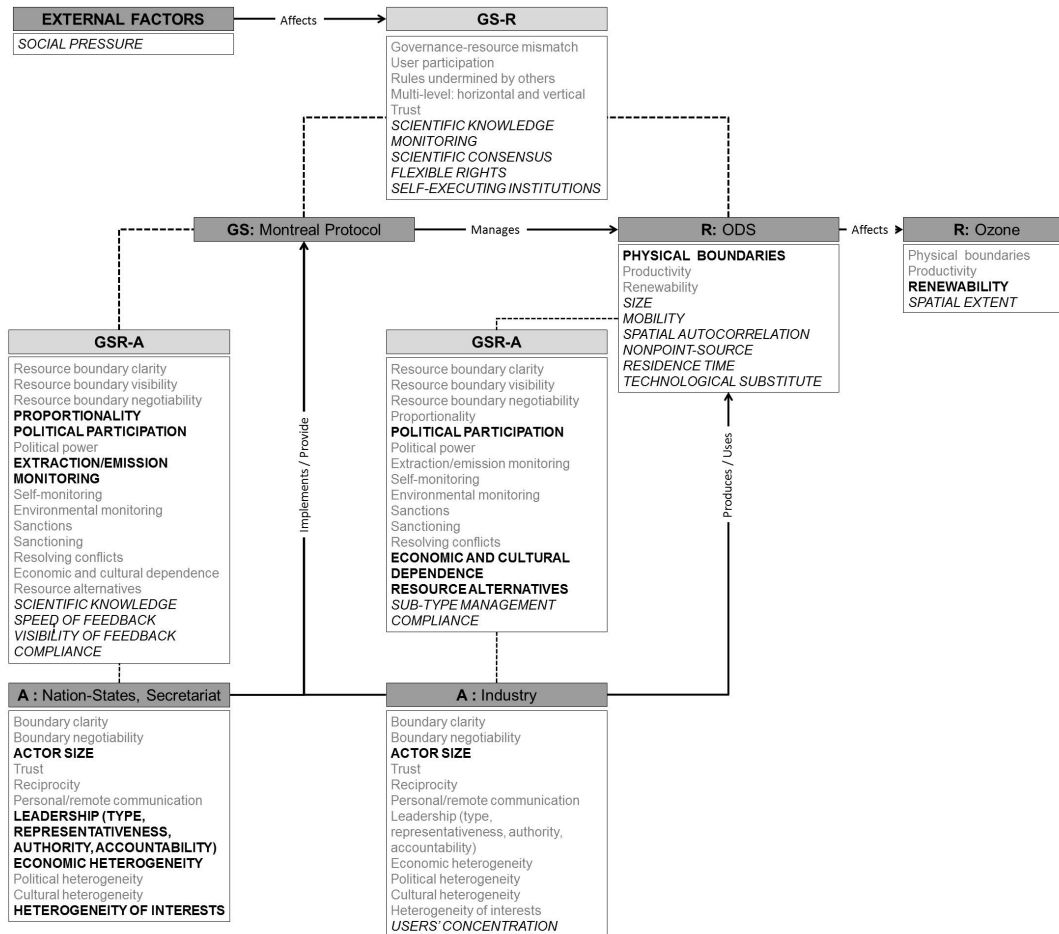 EXTERNAL FACTORS
SOCIAL PRESSURE
Affects
GS-R
Governance-resource mismatch
User participation
Rules undermined by others
Multi-level: horizontal and vertical
Trust
SCIENTIFIC KNOWLEDGE
MONITORING
SCIENTIFIC CONSENSUS
FLEXIBLE RIGHTS
SELF-EXECUTING INSTITUTIONS
GS: Montreal Protocol
Manages
R: ODS
PHYSICAL BOUNDARIES
Productivity
Renewability
SIZE
MOBILITY
SPATIAL AUTOCORRELATION
NONPOINT-SOURCE
RESIDENCE TIME
TECHNOLOGICAL SUBSTITUTE
Affects
R: Ozone
Physical boundaries
Productivity
RENEWABILITY
SPATIAL EXTENT
GSR-A
Resource boundary clarity
Resource boundary visibility
Resource boundary negotiability
PROPORTIONALITY
POLITICAL PARTICIPATION
Political power
EXTRACTION/EMISSION
MONITORING
Self-monitoring
Environmental monitoring
Sanctions
Sanctioning
Resolving conflicts
Economic and cultural dependence
Resource alternatives
SCIENTIFIC KNOWLEDGE
SPEED OF FEEDBACK
VISIBILITY OF FEEDBACK
COMPLIANCE
Implements / Provide
GSR-A
Resource boundary clarity
Resource boundary visibility
Resource boundary negotiability
Proportionality
POLITICAL PARTICIPATION
Political power
Extraction/emission monitoring
Self-monitoring
Environmental monitoring
Sanctions
Sanctioning
Resolving conflicts
ECONOMIC AND CULTURAL
DEPENDENCE
RESOURCE ALTERNATIVES
SUB-TYPE MANAGEMENT
COMPLIANCE
Produces / Uses
A : Nation-States, Secretariat
Boundary clarity
Boundary negotiability
ACTOR SIZE
Trust
Reciprocity
Personal/remote communication
LEADERSHIP (TYPE,
REPRESENTATIVENESS,
AUTHORITY, ACCOUNTABILITY)
ECONOMIC HETEROGENEITY
Political heterogeneity
Cultural heterogeneity
HETEROGENEITY OF INTERESTS
A : Industry
Boundary clarity
Boundary negotiability
ACTOR SIZE
Trust
Reciprocity
Personal/remote communication
Leadership (type,
representativeness, authority,
accountability)
Economic heterogeneity
Political heterogeneity
Cultural heterogeneity
Heterogeneity of interests
USERS' CONCENTRATION